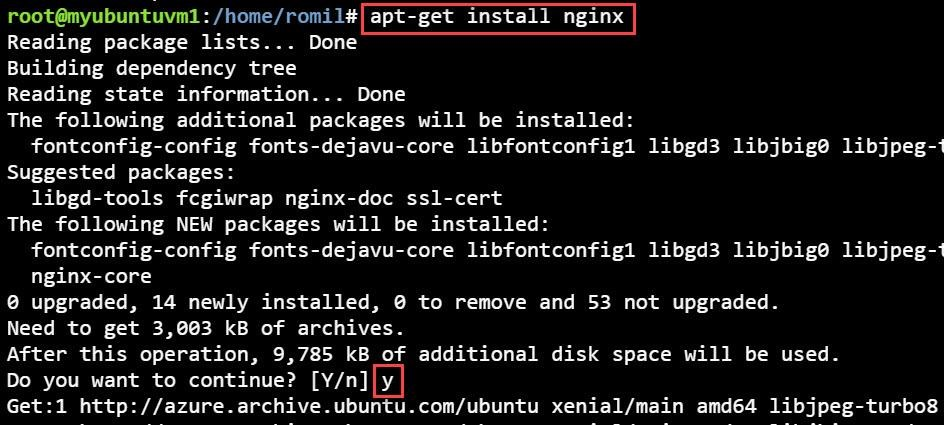 root@myubuntuvm1:/home/romil# apt-get install nginx
Reading package lists... Done
Building dependency tree
Reading state information... Done
The following additional packages will be installed:
fontconfig-config fonts-dejavu-core libfontconfig1 libgd3 libjbig0 libjpeg-t
Suggested packages:
libgd-tools fcgiwrap nginx-doc ssl-cert
The following NEW packages will be installed:
fontconfig-config fonts-dejavu-core libfontconfig1 libgd3 libjbig0 libjpeg-t
nginx-core
0 upgraded, 14 newly installed, 0 to remove and 53 not upgraded.
Need to get 3,003 kB of archives.
After this operation, 9,785 kB of additional disk space will be used.
Do you want to continue? [Y/n] y
Get:1 http://azure.archive.ubuntu.com/ubuntu xenial/main amd64 libjpeg-turbo8